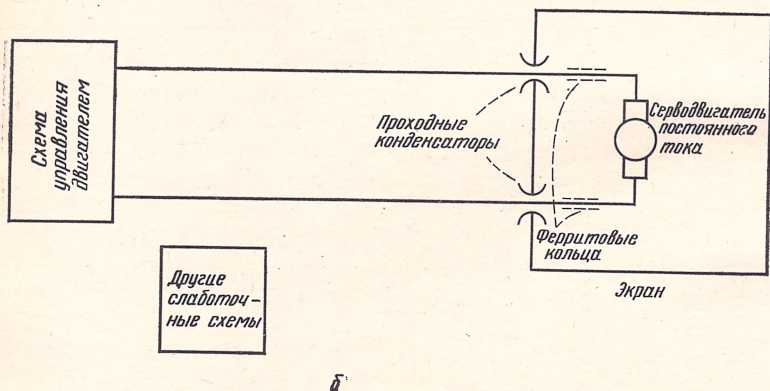 Схема
управления
двигателем
Проходные
конденсаторы
Серводвигатель
постоянного
тока
Ферритовые
кольца
Экран
Другие
слаботоч-
ные схемы
б